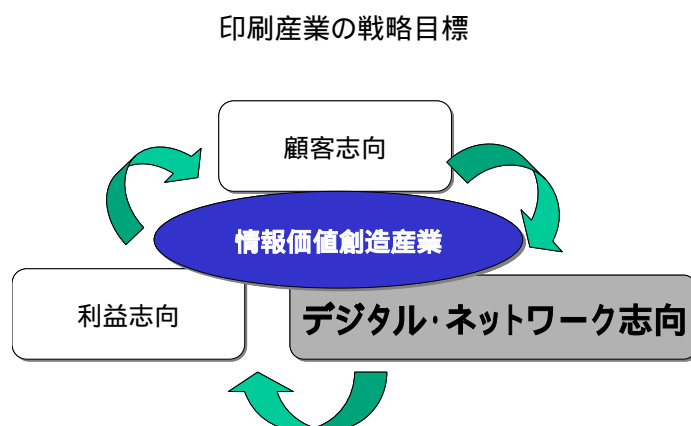 印刷産業の戦略目標
顧客志向
情報価値創造産業
利益志向
デジタル・ネットワーク志向